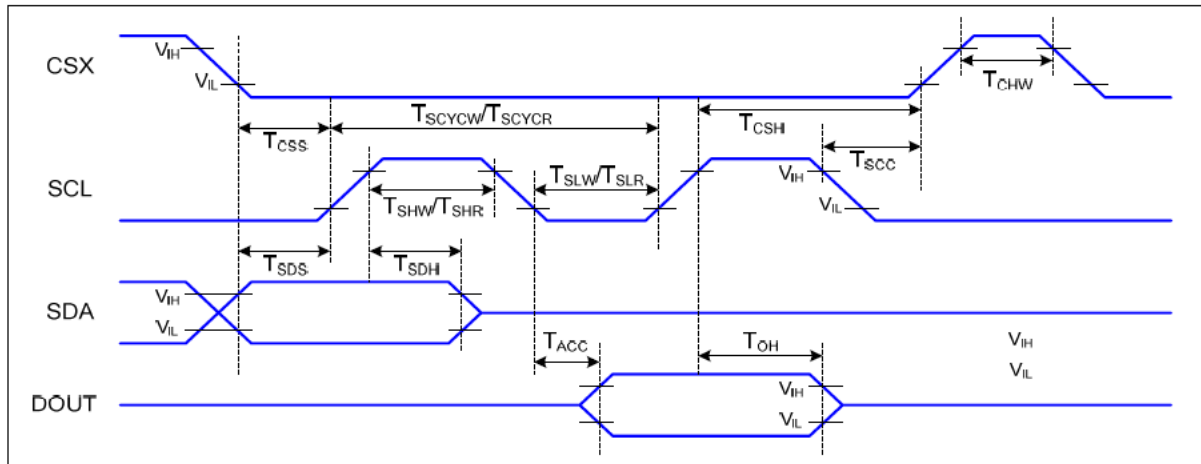 CSX
VIH
VIL
TCHW
TSCYCW/TSCYCR
TCSH
TCSS
TSCC
SCL
TSHW/TSHR
TSLW/TSLR
VIH
VIL
TSDS
TSDH
SDA
VIH
VIL
TACC
TOH
VIH
VIL
DOUT
VIH
VIL